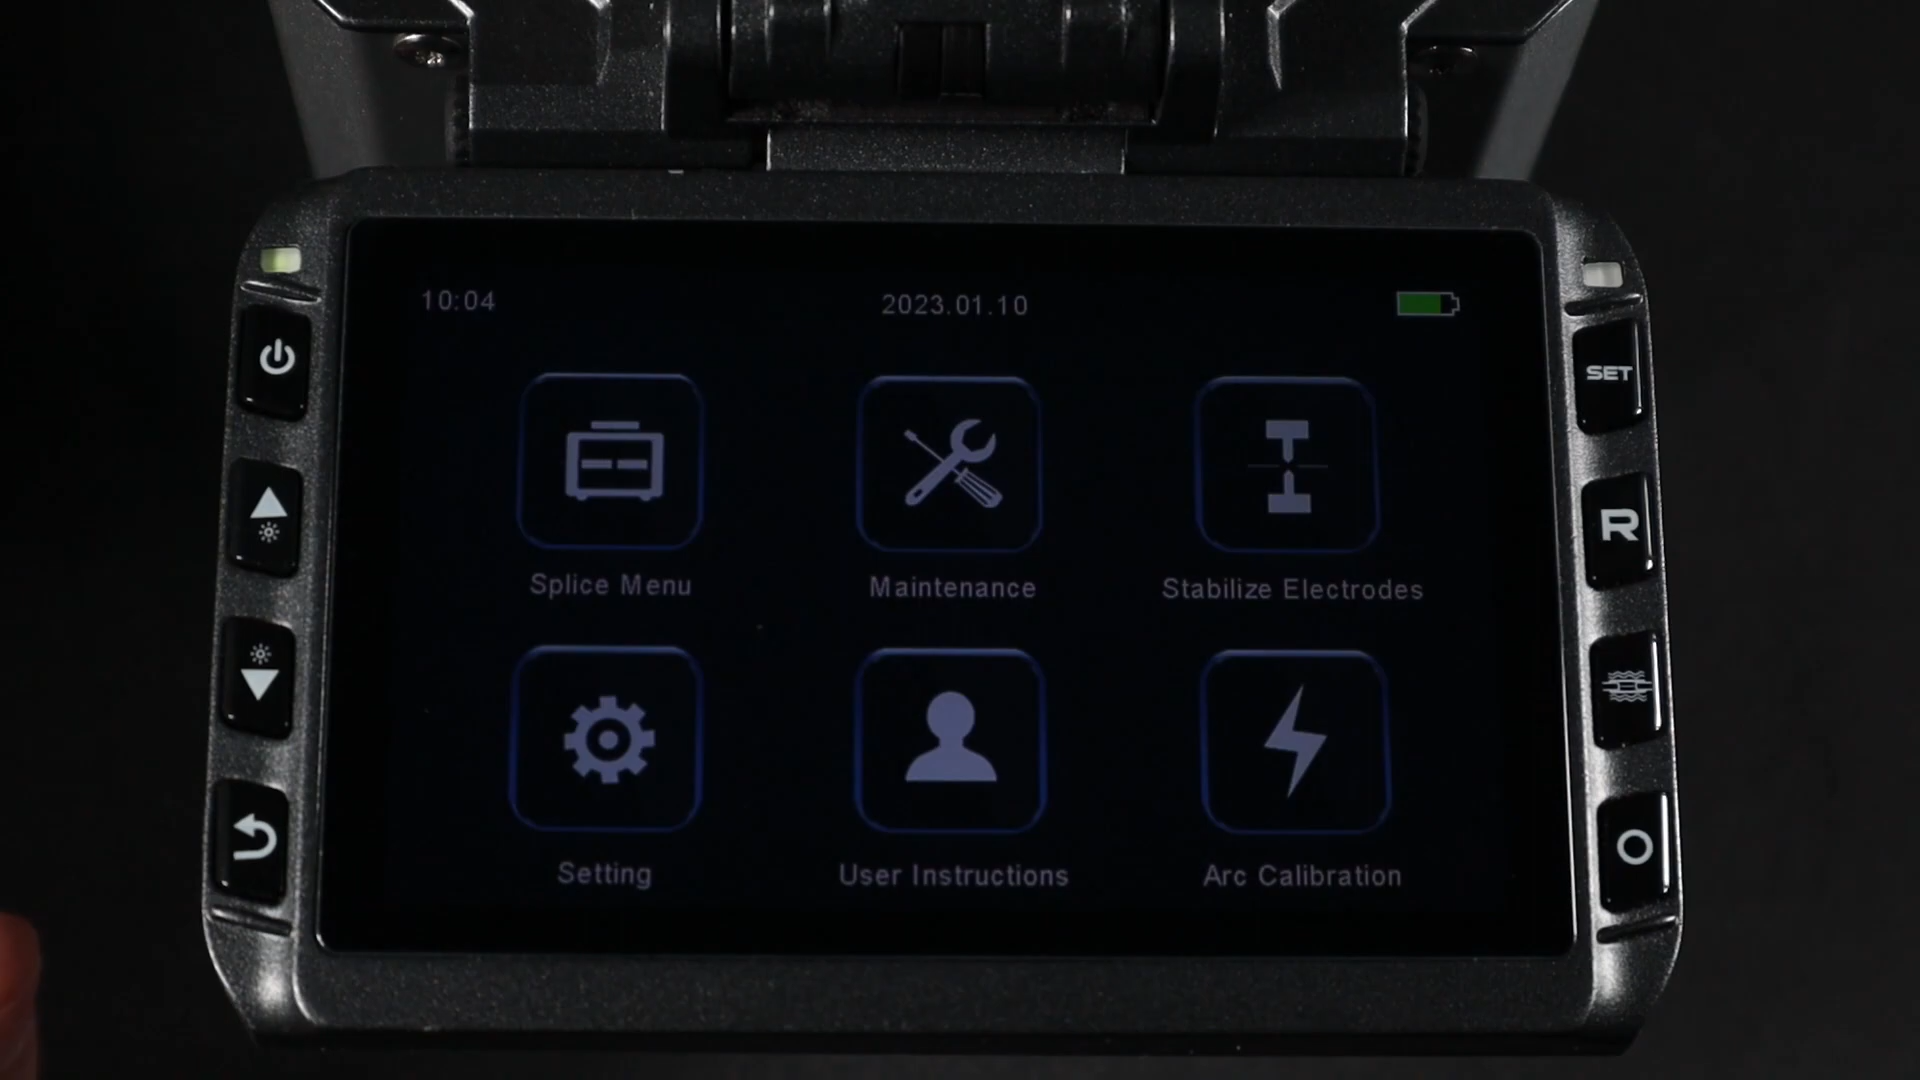 10:04
2023.01.10
SET
Splice Menu
Maintenance
Stabilize Electrodes
R
Setting
User Instructions
Arc Calibration